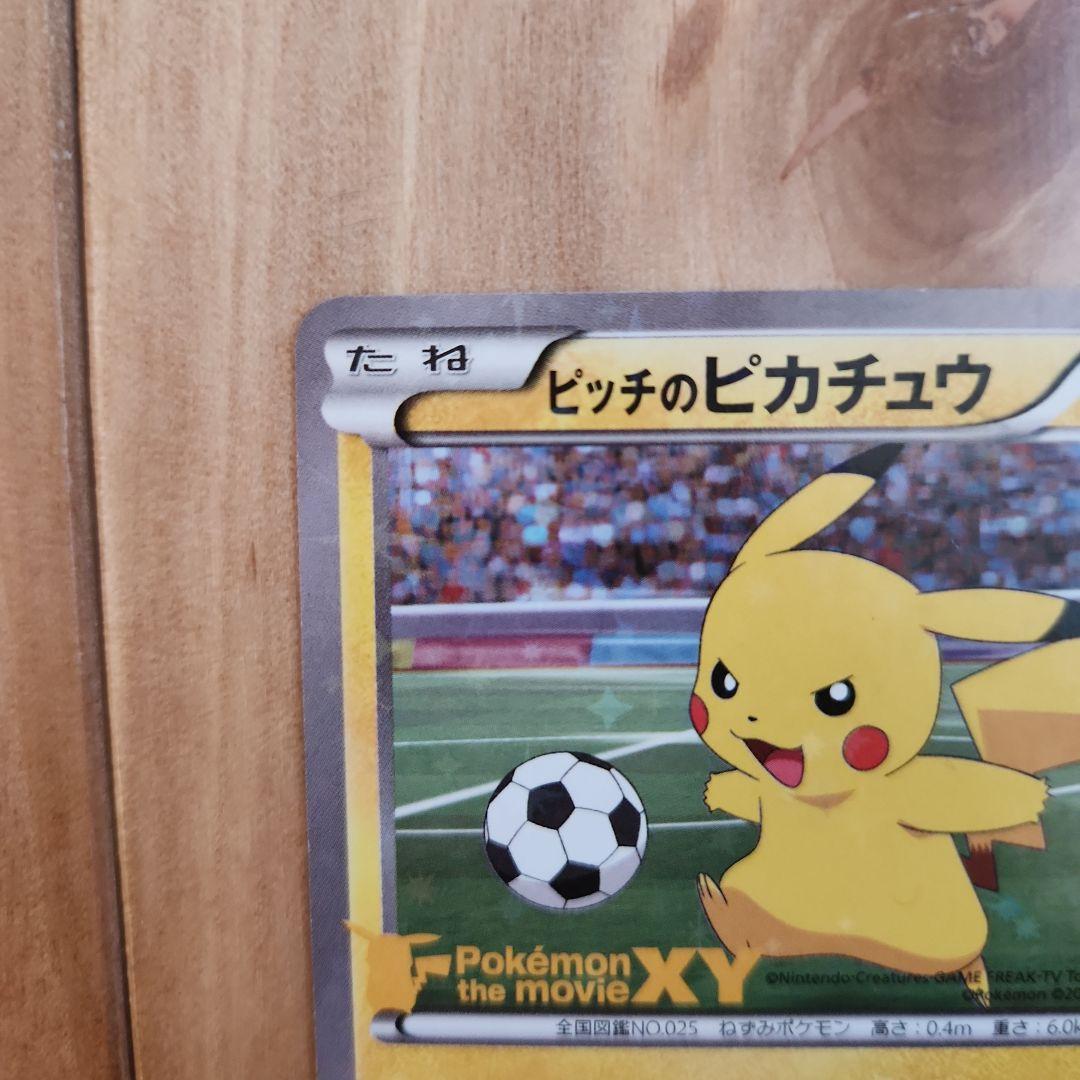 たね
ピッチのピカチュウ
Pokémon
the movie XY
©Nintendo·Creatures·GAME FREAK·TV
©Pokémon ©20
全国図鑑NO.025 ねずみポケモン 高さ:0.4m 重さ:6.0k